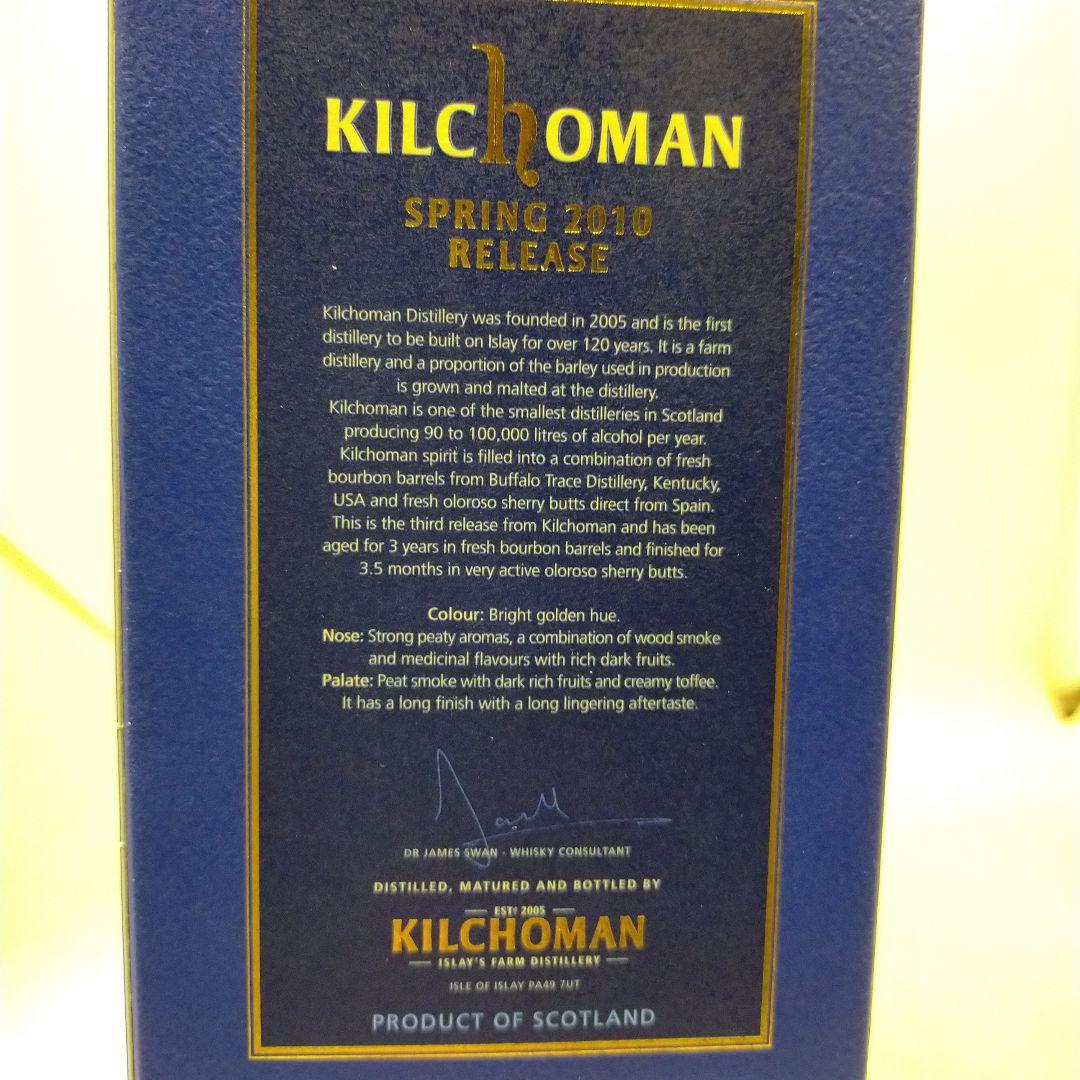 KILCHOMAN
SPRING 2010
RELEASE
Kilchoman Distillery was founded in 2005 and is the first
distillery to be built on Islay for over 120 years. It is a farm
distillery and a proportion of the barley used in production
is grown and malted at the distillery.
Kilchoman is one of the smallest distilleries in Scotland
producing 90 to 100,000 litres of alcohol per year.
Kilchoman spirit is filled into a combination of fresh
bourbon barrels from Buffalo Trace Distillery, Kentucky,
USA and fresh oloroso sherry butts direct from Spain.
This is the third release from Kilchoman and has been
aged for 3 years in fresh bourbon barrels and finished for
3.5 months in very active oloroso sherry butts.
Colour: Bright golden hue.
Nose: Strong peaty aromas, a combination of wood smoke
and medicinal flavours with rich dark fruits.
Palate: Peat smoke with dark rich fruits and creamy toffee.
It has a long finish with a long lingering aftertaste.
DR JAMES SWAN - WHISKY CONSULTANT
DISTILLED, MATURED AND BOTTLED BY
ESTD 2005
KILCHOMAN
ISLAY'S FARM DISTILLERY
ISLE OF ISLAY PA49 7UT
PRODUCT OF SCOTLAND